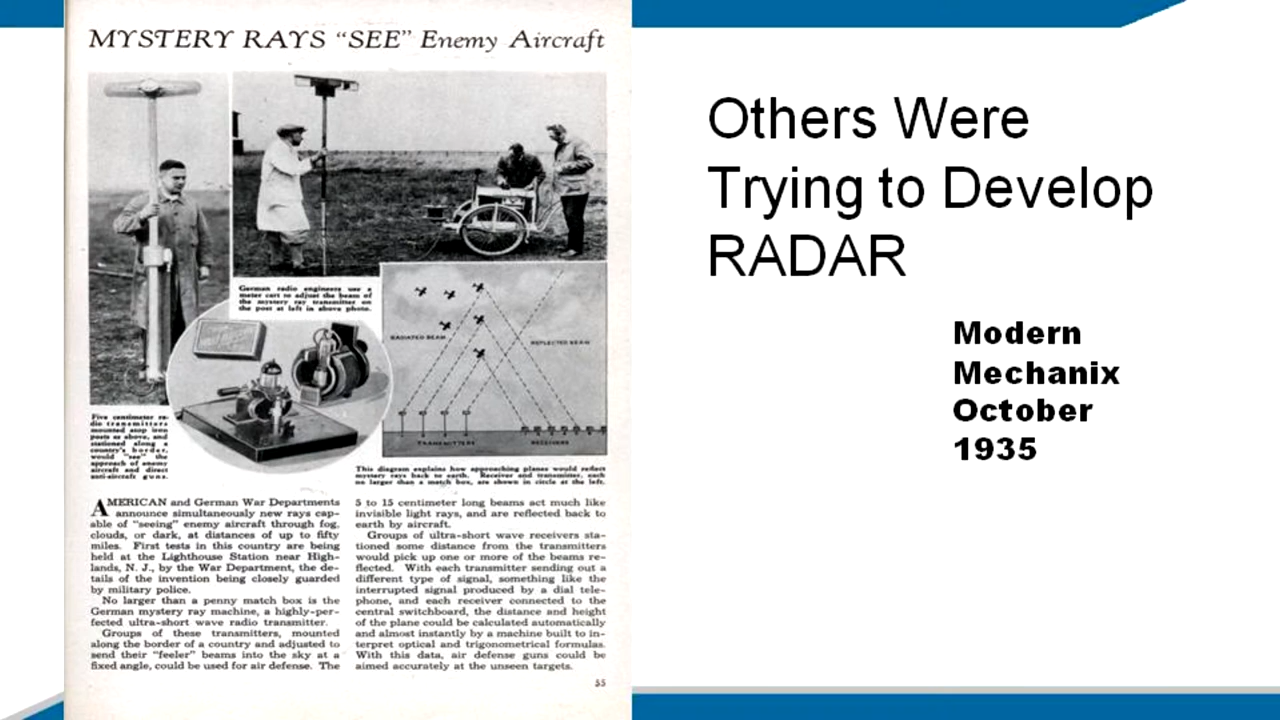 MYSTERY RAYS “SEE” Enemy Aircraft
German radio engineers use a
meter cart to adjust the beam of
the mystery ray transmitter on
the post at left in above photo.
RADIATED BEAM
REFLECTED BEAM
TRANSMITTERS
RECEIVERS
Five centimeter ra-
dio transmitters
mounted atop iron
posts as above, and
stationed along a
country's border,
would "see" the
approach of enemy
aircraft and direct
anti-aircraft guns.
This diagram explains how approaching planes would reflect
mystery rays back to earth. Receiver and transmitter, each
no larger than a match box, are shown in circle at the left.
AMERICAN and German War Departments
announce simultaneously new rays cap-
able of "seeing" enemy aircraft through fog,
clouds, or dark, at distances of up to fifty
miles. First tests in this country are being
held at the Lighthouse Station near High-
lands, N. J., by the War Department, the de-
tails of the invention being closely guarded
by military police.
No larger than a penny match box is the
German mystery ray machine, a highly-per-
fected ultra-short wave radio transmitter.
Groups of these transmitters, mounted
along the border of a country and adjusted to
send their "feeler" beams into the sky at a
fixed angle, could be used for air defense. The
5 to 15 centimeter long beams act much like
invisible light rays, and are reflected back to
earth by aircraft.
Groups of ultra-short wave receivers sta-
tioned some distance from the transmitters
would pick up one or more of the beams re-
flected. With each transmitter sending out a
different type of signal, something like the
interrupted signal produced by a dial tele-
phone, and each receiver connected to the
central switchboard, the distance and height
of the plane could be calculated automatically
and almost instantly by a machine built to in-
terpret optical and trigonometrical formulas.
With this data, air defense guns could be
aimed accurately at the unseen targets.
55
Others Were
Trying to Develop
RADAR
Modern
Mechanix
October
1935